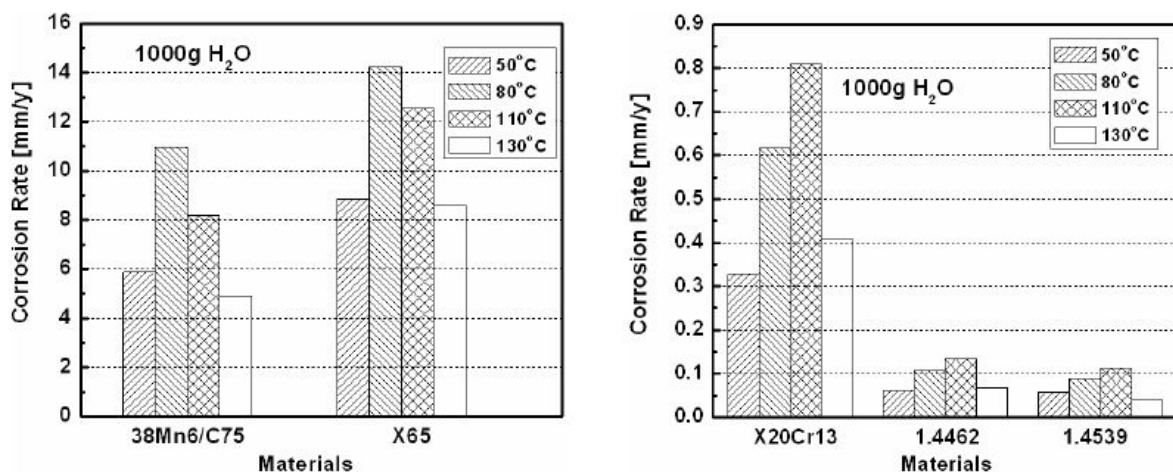 16
14
12
10
8
6
4
2
0
Corrosion Rate [mm/y]
1000g H₂O
50°C
80°C
110°C
130°C
38Mn6/C75 X65
Materials
0.9
0.8
0.7
0.6
0.5
0.4
0.3
0.2
0.1
0.0
Corrosion Rate [mm/y]
1000g H₂O
50°C
80°C
110°C
130°C
X20Cr13 1.4462 1.4539
Materials